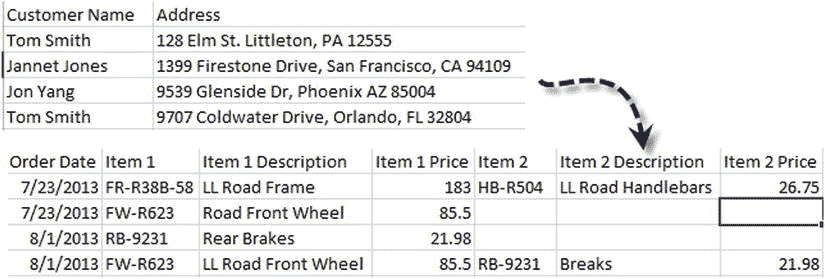 Customer Name Address
Tom Smith 128 Elm St. Littleton, PA 12555
Jannet Jones 1399 Firestone Drive, San Francisco, CA 94109
Jon Yang 9539 Glenside Dr, Phoenix AZ 85004
Tom Smith 9707 Coldwater Drive, Orlando, FL 32804
Order Date Item 1 Item 1 Description Item 1 Price Item 2 Item 2 Description Item 2 Price
7/23/2013 FR-R38B-58 LL Road Frame 183 HB-R504 LL Road Handlebars 26.75
7/23/2013 FW-R623 Road Front Wheel 85.5
8/1/2013 RB-9231 Rear Brakes 21.98
8/1/2013 FW-R623 LL Road Front Wheel 85.5 RB-9231 Breaks 21.98